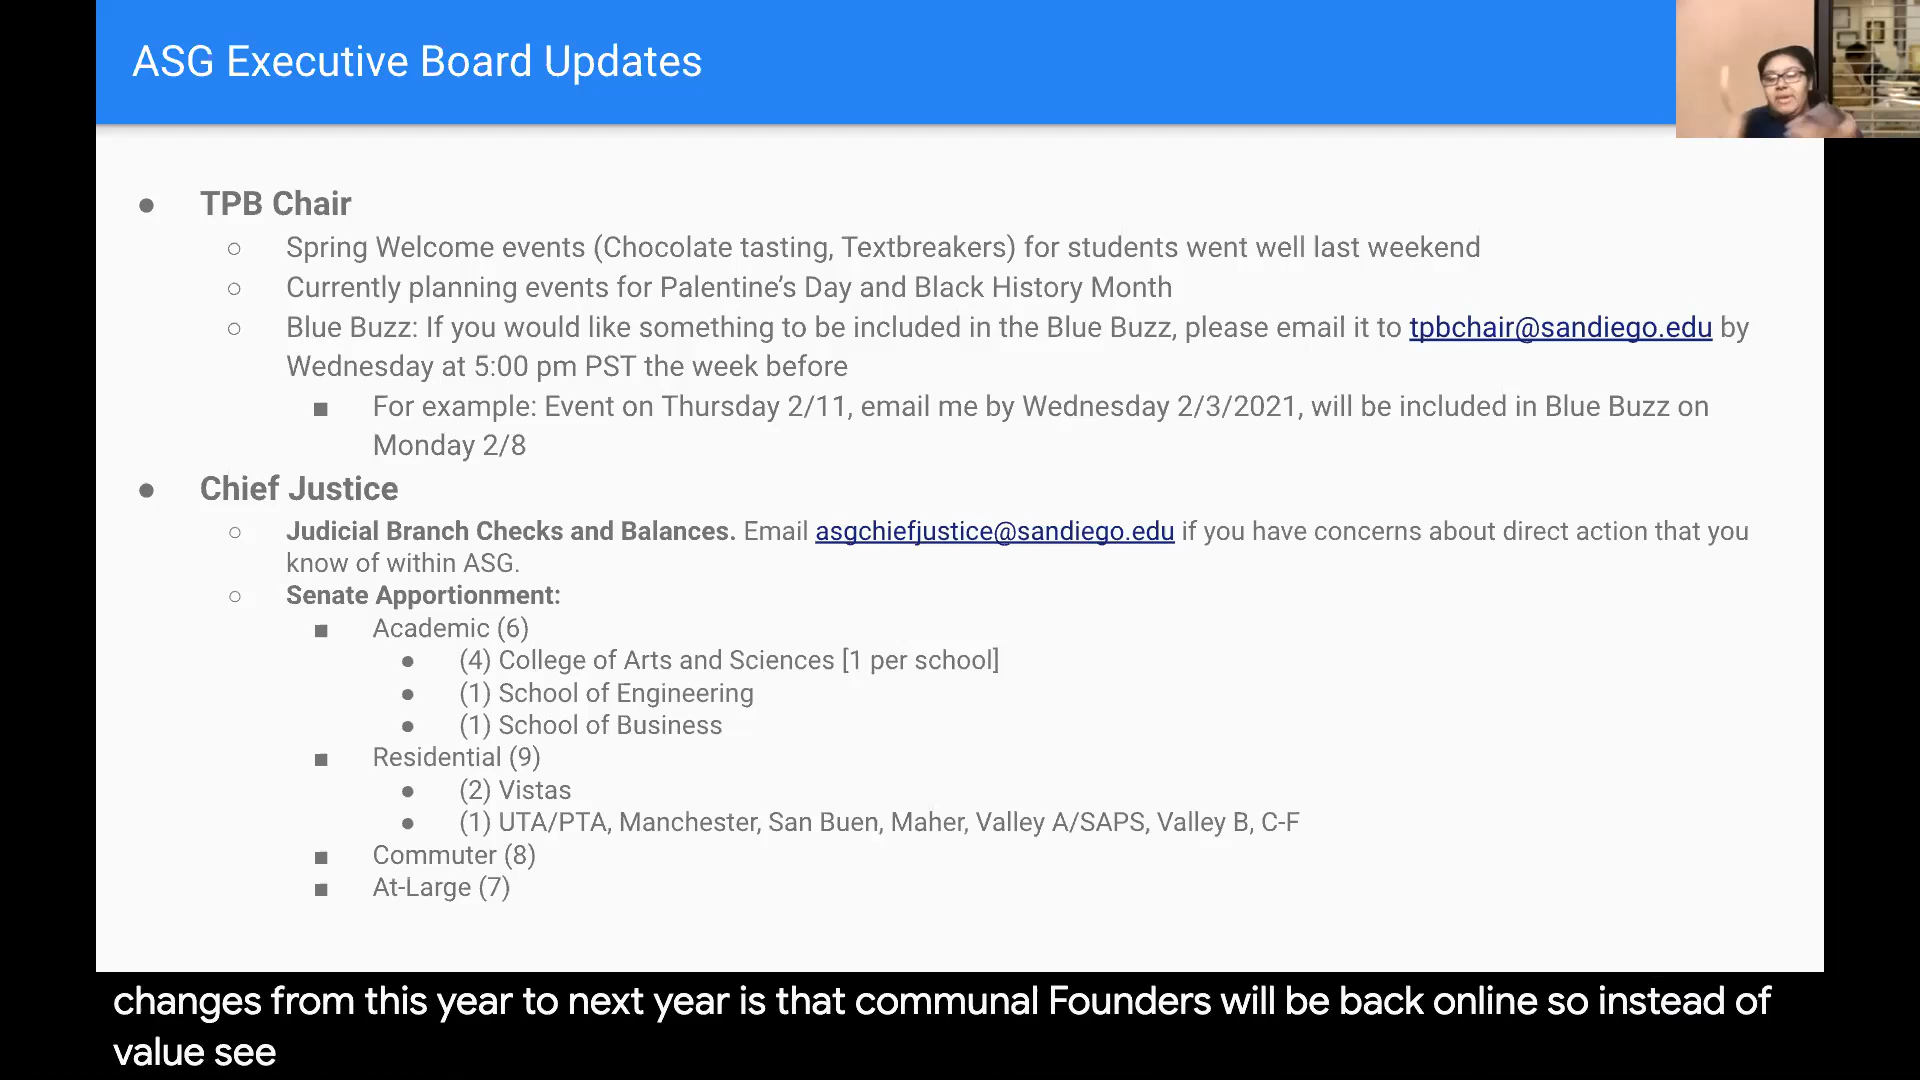 ASG Executive Board Updates
● TPB Chair
○ Spring Welcome events (Chocolate tasting, Textbreakers) for students went well last weekend
○ Currently planning events for Palentine’s Day and Black History Month
○ Blue Buzz: If you would like something to be included in the Blue Buzz, please email it to tpbchair@sandiego.edu by
Wednesday at 5:00 pm PST the week before
■ For example: Event on Thursday 2/11, email me by Wednesday 2/3/2021, will be included in Blue Buzz on
Monday 2/8
● Chief Justice
○ Judicial Branch Checks and Balances. Email asgchiefjustice@sandiego.edu if you have concerns about direct action that you
know of within ASG.
○ Senate Apportionment:
■ Academic (6)
● (4) College of Arts and Sciences [1 per school]
● (1) School of Engineering
● (1) School of Business
■ Residential (9)
● (2) Vistas
● (1) UTA/PTA, Manchester, San Buen, Maher, Valley A/SAPS, Valley B, C-F
■ Commuter (8)
■ At-Large (7)
changes from this year to next year is that communal Founders will be back online so instead of
value see